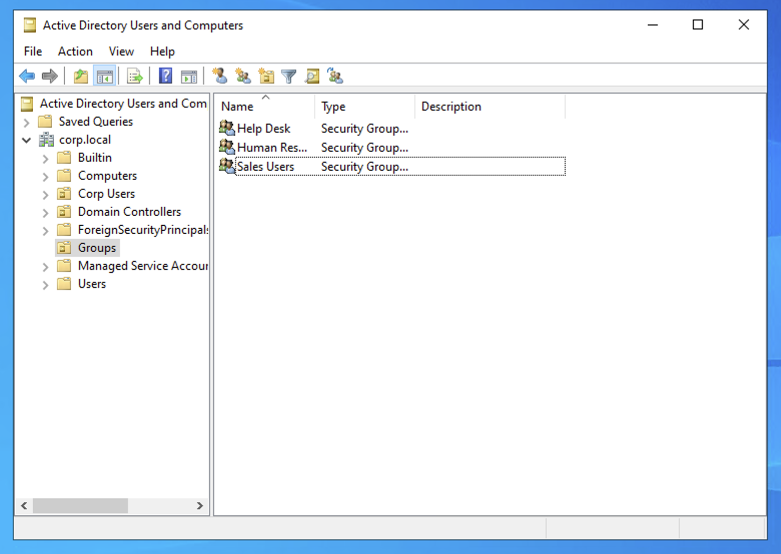 Active Directory Users and Computers
File Action View Help
Active Directory Users and Com
Saved Queries
corp.local
Builtin
Computers
Corp Users
Domain Controllers
ForeignSecurityPrincipals
Groups
Managed Service Accour
Users
Name Type Description
Help Desk Security Group...
Human Res... Security Group...
Sales Users Security Group...